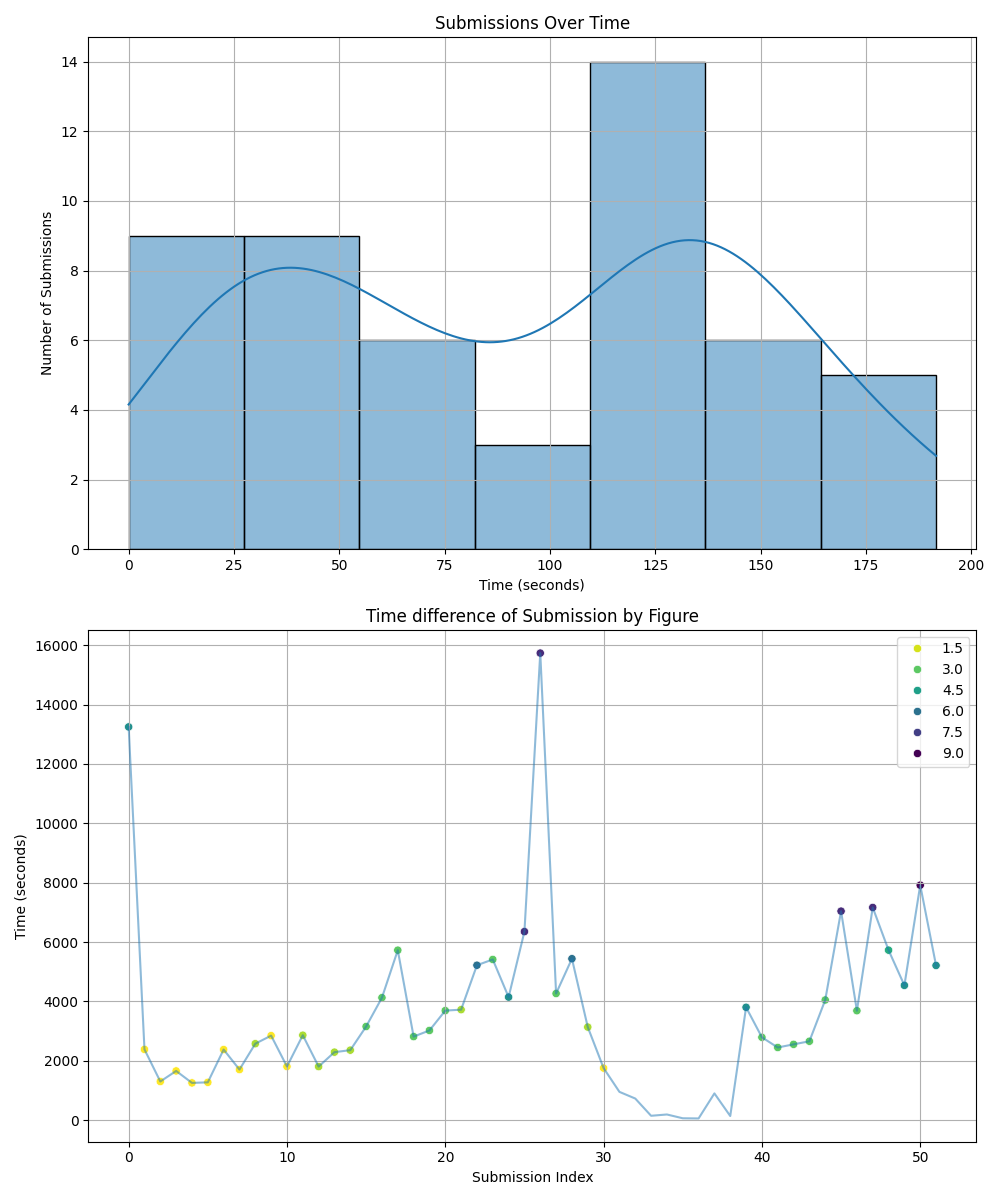 Submissions Over Time
14
12
10
8
6
4
2
0
Number of Submissions
0 25 50 75 100 125 150 175 200
Time (seconds)
Time difference of Submission by Figure
16000
14000
12000
10000
8000
6000
4000
2000
0
Time (seconds)
1.5
3.0
4.5
6.0
7.5
9.0
0 10 20 30 40 50
Submission Index